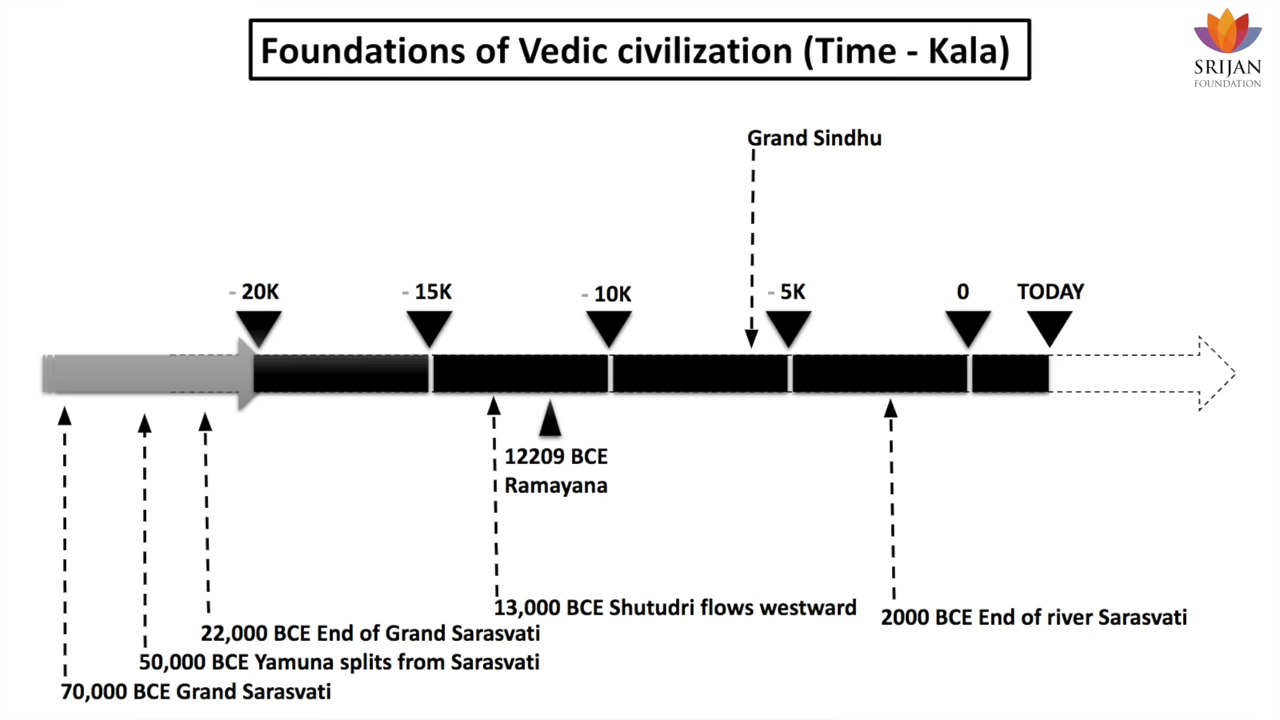 Foundations of Vedic civilization (Time - Kala)
SRIJAN
FOUNDATION
Grand Sindhu
- 20K
- 15K
- 10K
- 5K
0
TODAY
12209 BCE
Ramayana
13,000 BCE Shutudri flows westward
2000 BCE End of river Sarasvati
22,000 BCE End of Grand Sarasvati
50,000 BCE Yamuna splits from Sarasvati
70,000 BCE Grand Sarasvati